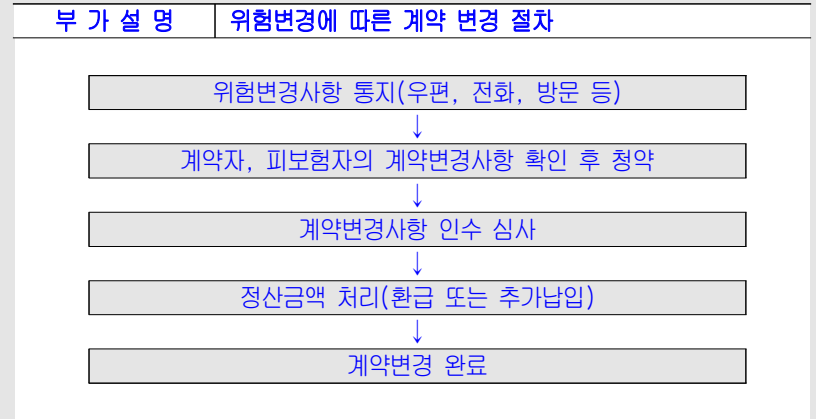 부 가 설 명 위험변경에 따른 계약 변경 절차
위험변경사항 통지(우편, 전화, 방문 등)
↓
계약자, 피보험자의 계약변경사항 확인 후 청약
↓
계약변경사항 인수 심사
↓
정산금액 처리(환급 또는 추가납입)
↓
계약변경 완료